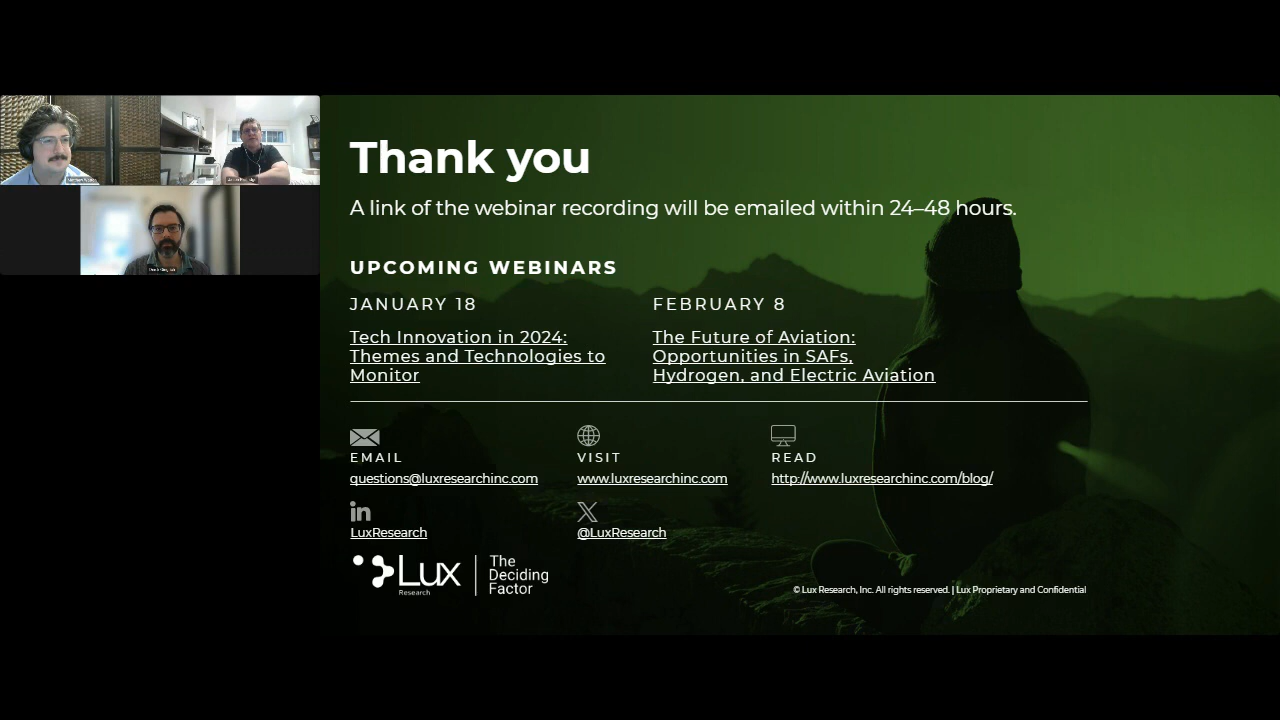 Thank you
A link of the webinar recording will be emailed within 24–48 hours.
UPCOMING WEBINARS
JANUARY 18
Tech Innovation in 2024:
Themes and Technologies to
Monitor
FEBRUARY 8
The Future of Aviation:
Opportunities in SAFs,
Hydrogen, and Electric Aviation
EMAIL
questions@luxresearchinc.com
VISIT
www.luxresearchinc.com
READ
http://www.luxresearchinc.com/blog/
in
LuxResearch
X
@LuxResearch
Lux
Research
The
Deciding
Factor
© Lux Research, Inc. All rights reserved. | Lux Proprietary and Confidential